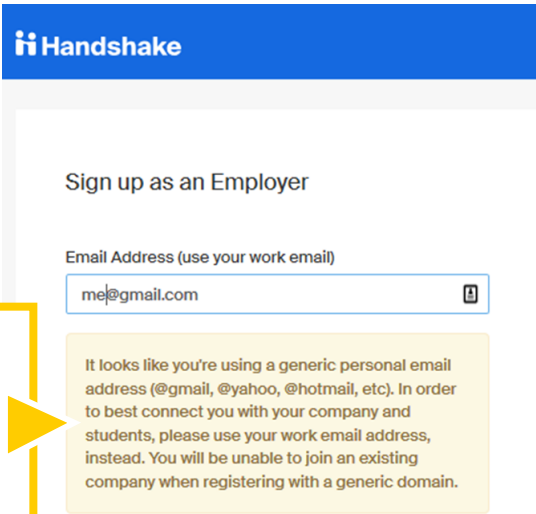 Handshake
Sign up as an Employer
Email Address (use your work email)
me@gmail.com
It looks like you're using a generic personal email
address (@gmail, @yahoo, @hotmail, etc). In order
to best connect you with your company and
students, please use your work email address,
instead. You will be unable to join an existing
company when registering with a generic domain.